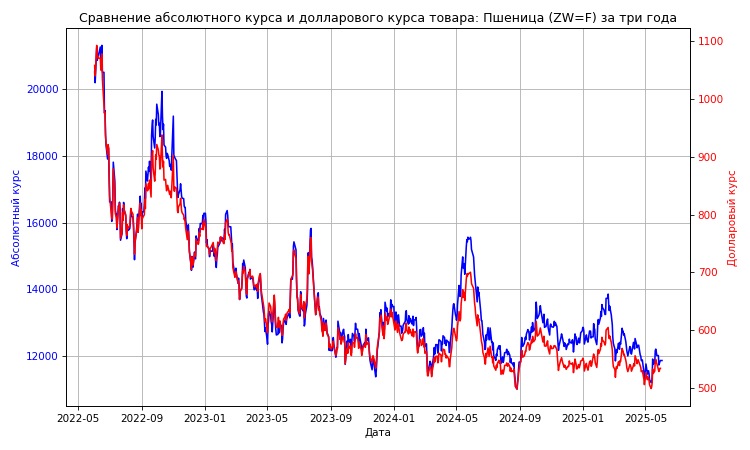 Сравнение абсолютного курса и долларового курса товара: Пшеница (ZW=F) за три года
Абсолютный курс
20000
18000
16000
14000
12000
1100
1000
900
800
700
600
500
Долларовый курс
2022-05 2022-09 2023-01 2023-05 2023-09 2024-01 2024-05 2024-09 2025-01 2025-05
Дата